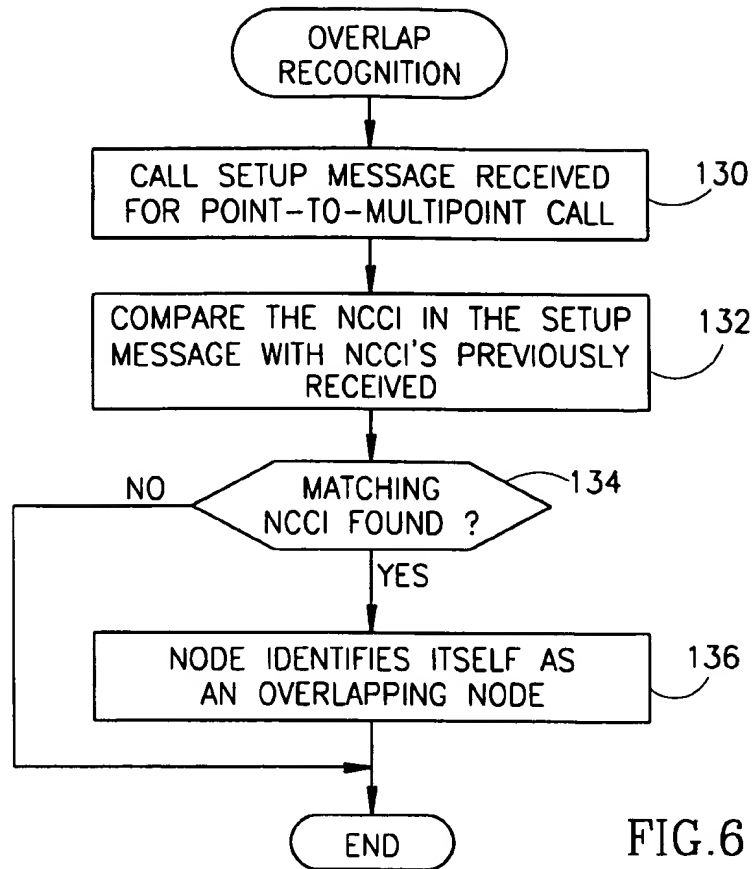 OVERLAP
RECOGNITION
CALL SETUP MESSAGE RECEIVED
FOR POINT-TO-MULTIPOINT CALL
130
COMPARE THE NCCI IN THE SETUP
MESSAGE WITH NCCI'S PREVIOUSLY
RECEIVED
132
NO
MATCHING
NCCI FOUND ?
134
YES
NODE IDENTIFIES ITSELF AS
AN OVERLAPPING NODE
136
END
FIG.6